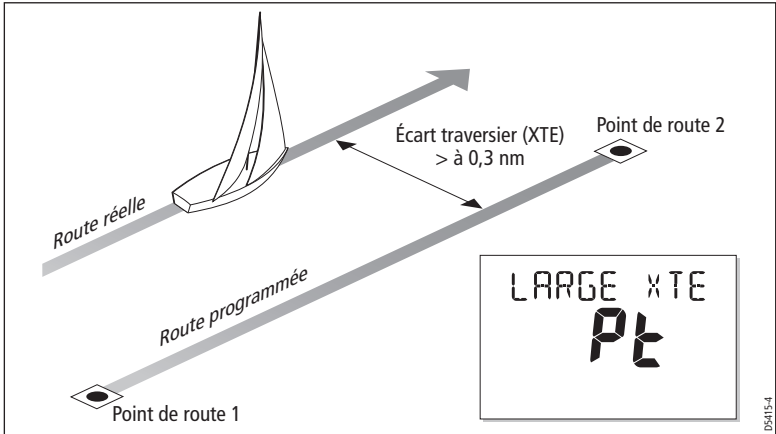 Écart traversier (XTE)
> à 0,3 nm
Point de route 2
Route réelle
Route programmée
LARGE XTE
Pt
Point de route 1
D5415-4